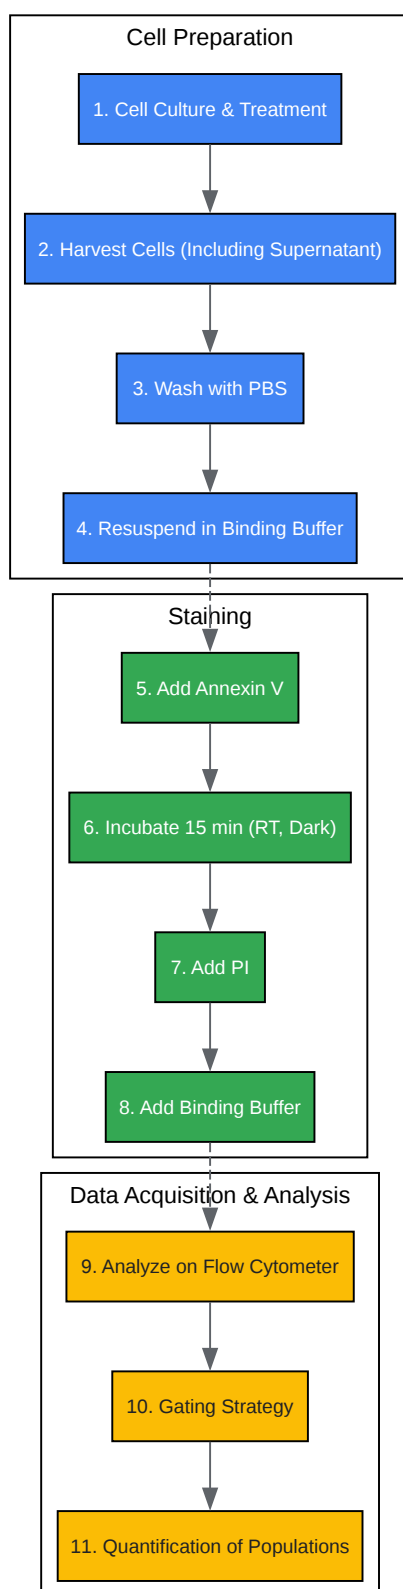 Cell Preparation
1. Cell Culture & Treatment
2. Harvest Cells (Including Supernatant)
3. Wash with PBS
4. Resuspend in Binding Buffer
Staining
5. Add Annexin V
6. Incubate 15 min (RT, Dark)
7. Add PI
8. Add Binding Buffer
Data Acquisition & Analysis
9. Analyze on Flow Cytometer
10. Gating Strategy
11. Quantification of Populations